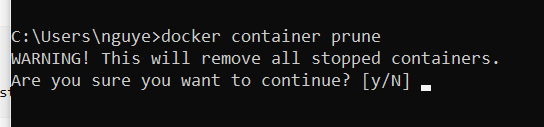 C:\Users\nguye>docker container prune
WARNING! This will remove all stopped containers.
Are you sure you want to continue? [y/N]
st